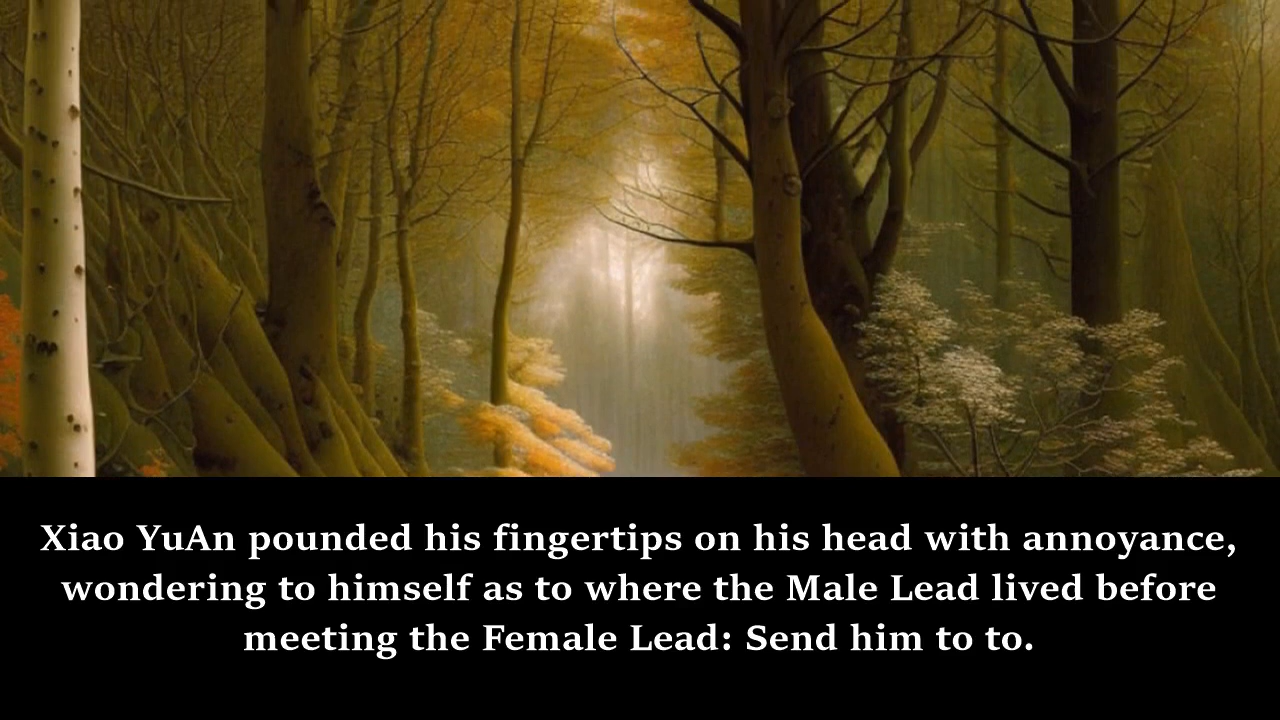 Xiao YuAn pounded his fingertips on his head with annoyance,
wondering to himself as to where the Male Lead lived before
meeting the Female Lead: Send him to to.